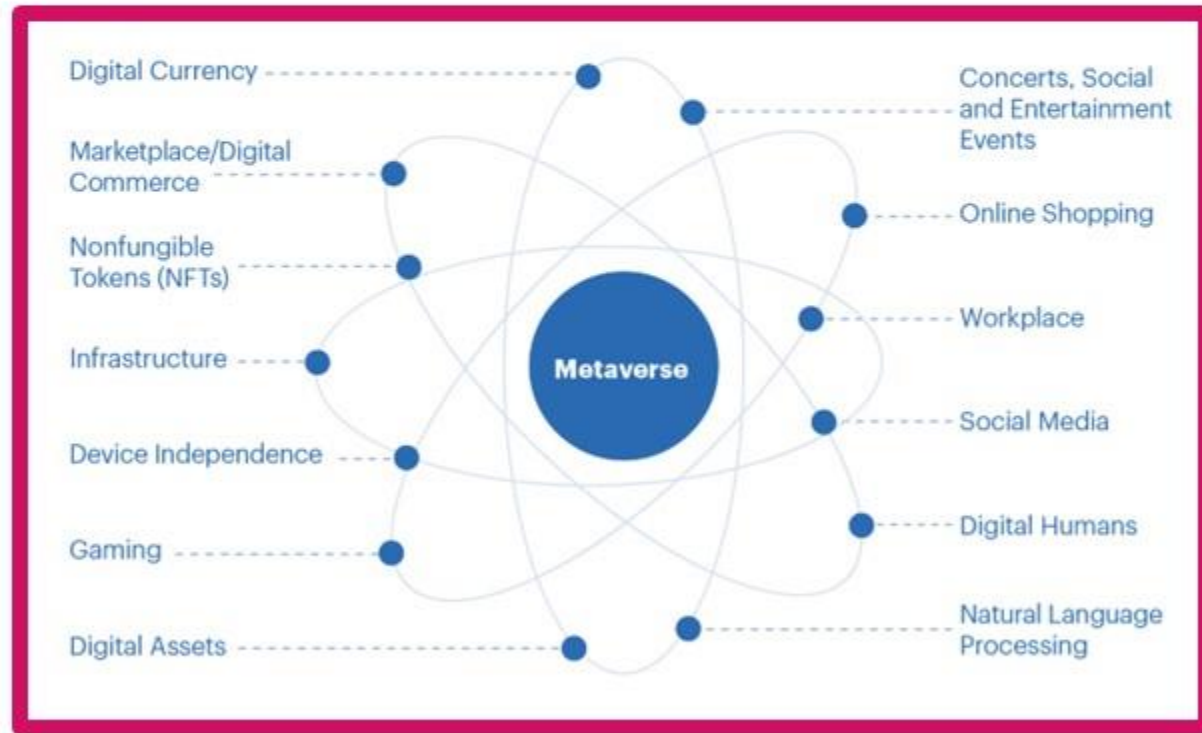 Digital Currency
Marketplace/Digital
Commerce
Nonfungible
Tokens (NFTs)
Infrastructure
Device Independence
Gaming
Digital Assets
Metaverse
Concerts, Social
and Entertainment
Events
Online Shopping
Workplace
Social Media
Digital Humans
Natural Language
Processing